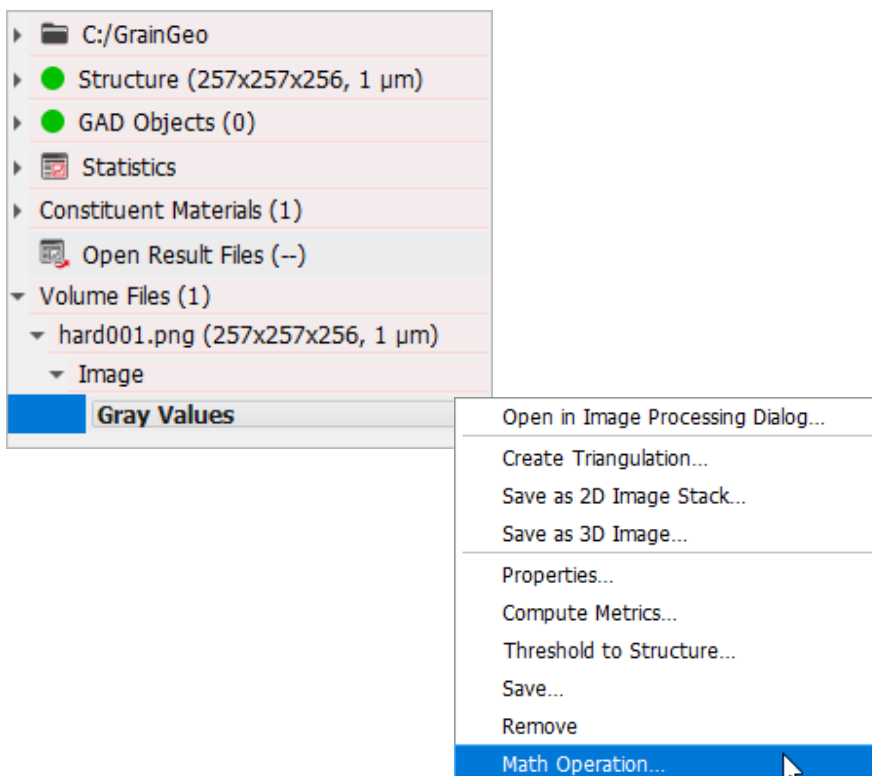 C:/GrainGeo
Structure (257x257x256, 1 µm)
GAD Objects (0)
Statistics
Constituent Materials (1)
Open Result Files (--)
Volume Files (1)
hard001.png (257x257x256, 1 µm)
Image
Gray Values
Open in Image Processing Dialog...
Create Triangulation...
Save as 2D Image Stack...
Save as 3D Image...
Properties...
Compute Metrics...
Threshold to Structure...
Save...
Remove
Math Operation...